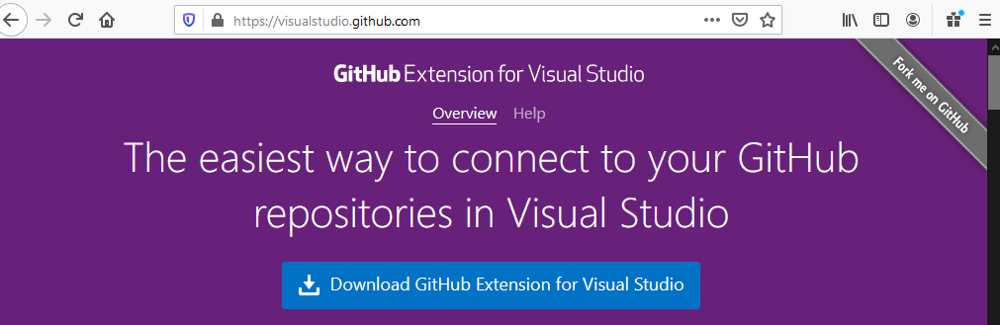 https://visualstudio.github.com
GitHub Extension for Visual Studio
Fork me on GitHub
Overview Help
The easiest way to connect to your GitHub
repositories in Visual Studio
Download GitHub Extension for Visual Studio